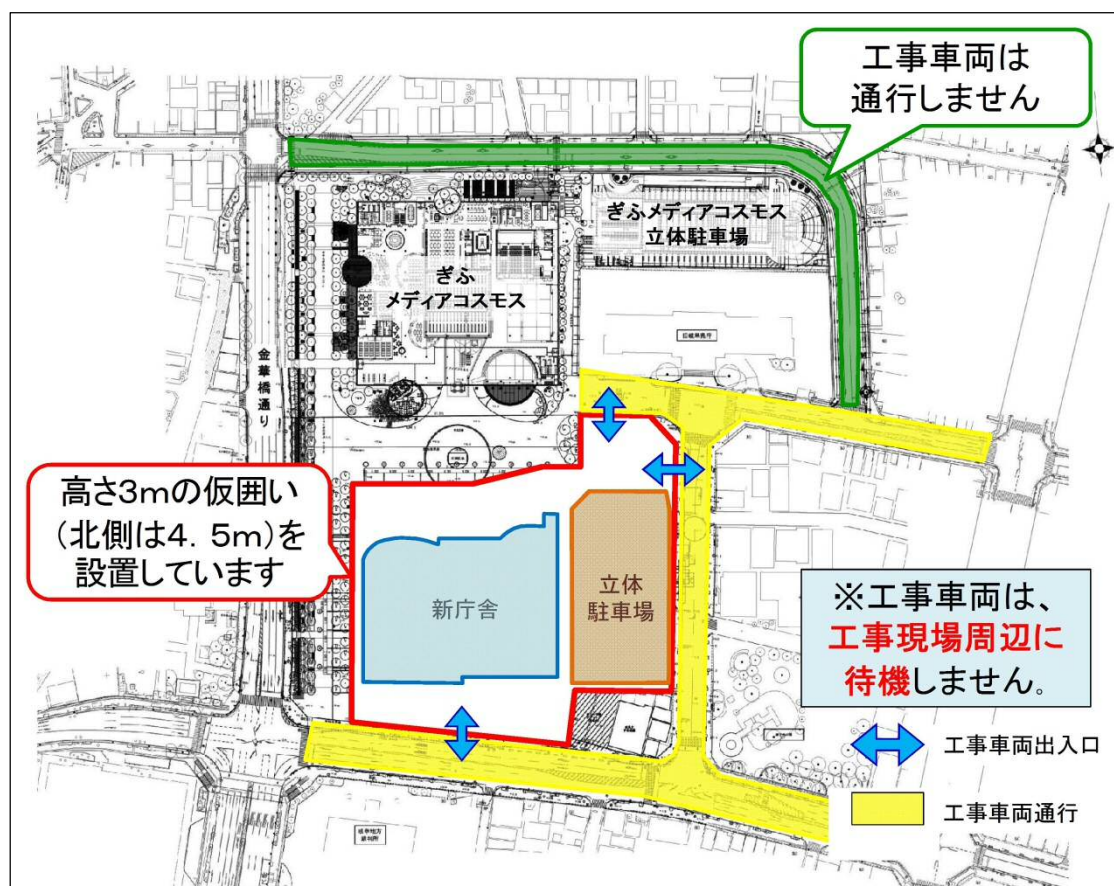 工事車両は
通行しません
ぎふメディアコスモス
立体駐車場
ぎふ
メディアコスモス
金華橋通り
高さ3mの仮囲い
(北側は4.5m)を
設置しています
新庁舎
立体
駐車場
※工事車両は、
工事現場周辺に
待機しません。
工事車両出入口
工事車両通行